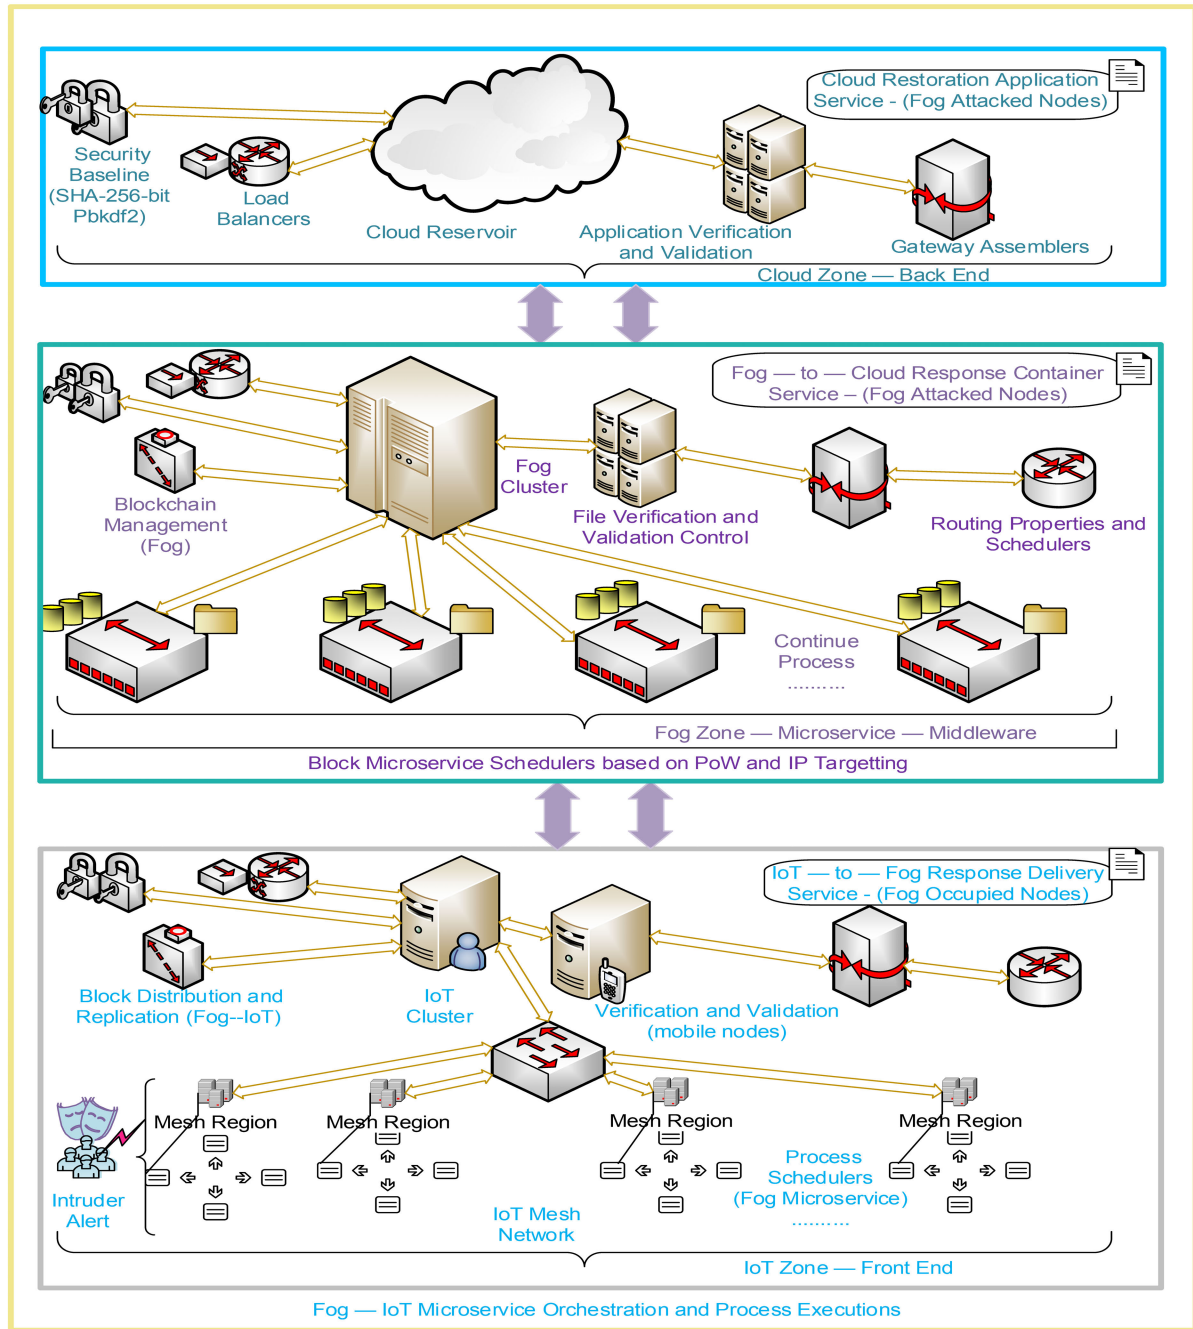 Cloud Restoration Application
Service - (Fog Attacked Nodes)
Security
Baseline
(SHA-256-bit
Pbkdf2)
Load
Balancers
Cloud Reservoir
Application Verification
and Validation
Gateway Assemblers
Cloud Zone — Back End
Fog — to — Cloud Response Container
Service – (Fog Attacked Nodes)
Fog
Cluster
Blockchain
Management
(Fog)
File Verification and
Validation Control
Routing Properties and
Schedulers
Continue
Process
..........
Fog Zone — Microservice — Middleware
Block Microservice Schedulers based on PoW and IP Targetting
IoT — to — Fog Response Delivery
Service - (Fog Occupied Nodes)
Block Distribution and
Replication (Fog--IoT)
IoT
Cluster
Verification and Validation
(mobile nodes)
Mesh Region
Mesh Region
Mesh Region
Mesh Region
Intruder
Alert
Process
Schedulers
(Fog Microservice)
..........
IoT Mesh
Network
IoT Zone — Front End
Fog — IoT Microservice Orchestration and Process Executions